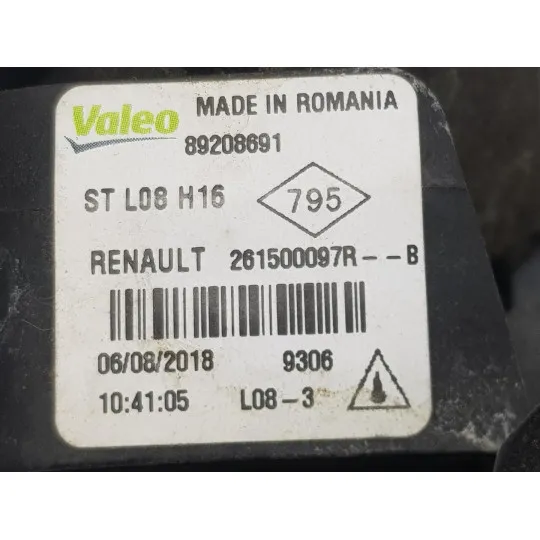 Valeo MADE IN ROMANIA
89208691
ST L08 H16 795
RENAULT 261500097R--B
06/08/2018 9306
10:41:05 L08-3